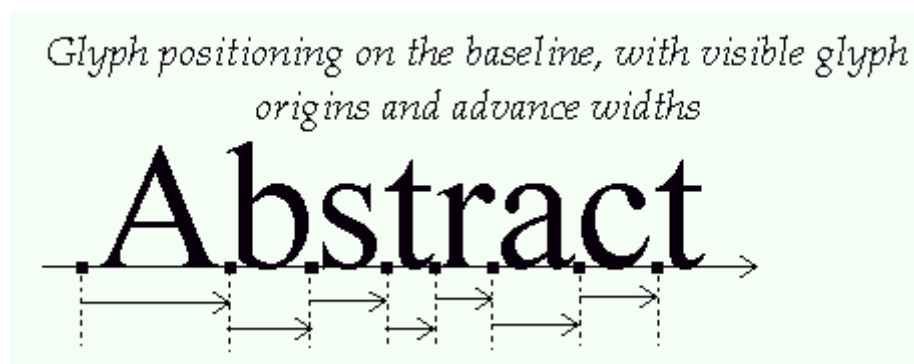 Glyph positioning on the baseline, with visible glyph
origins and advance widths
Abstract